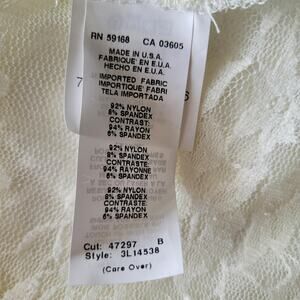 RN 59168 CA 03605
MADE IN U.S.A.
FABRIQUE' EN E.U.A.
HECHO EN E.U.A.
IMPORTED FABRIC
IMPORTIQUE' FABRI
TELA IMPORTADA
92% NYLON
8% SPANDEX
CONTRAST:
94% RAYON
6% SPANDEX
92% NYLON
8% SPANDEX
CONTRASTE:
94% RAYONNE
6% SPANDEX
92% NYLON
8% SPANDEX
CONTRASTE:
94% RAYON
6% SPANDEX
Cut: 47297 B
Style: 3L14538
(Care Over)